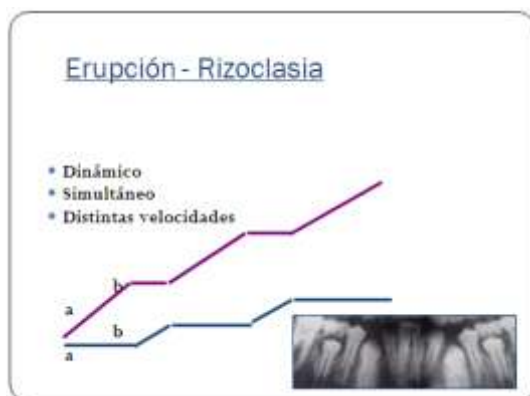 Erupción - Rizoclasia
• Dinámico
• Simultáneo
• Distintas velocidades
b
a
b
a